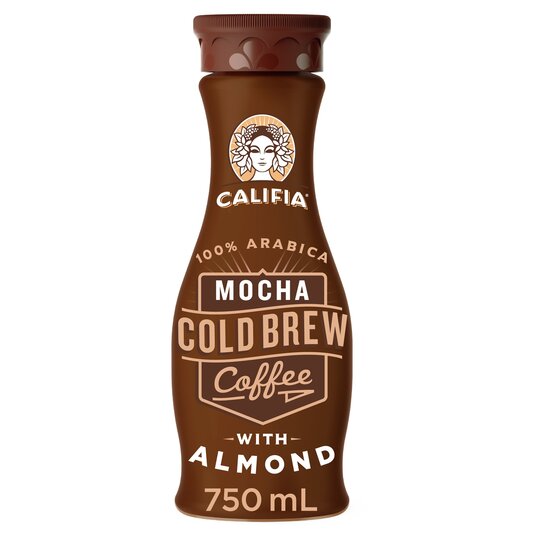 CALIFIA
100% ARABICA
MOCHA
COLD BREW
Coffee
WITH
ALMOND
750 mL